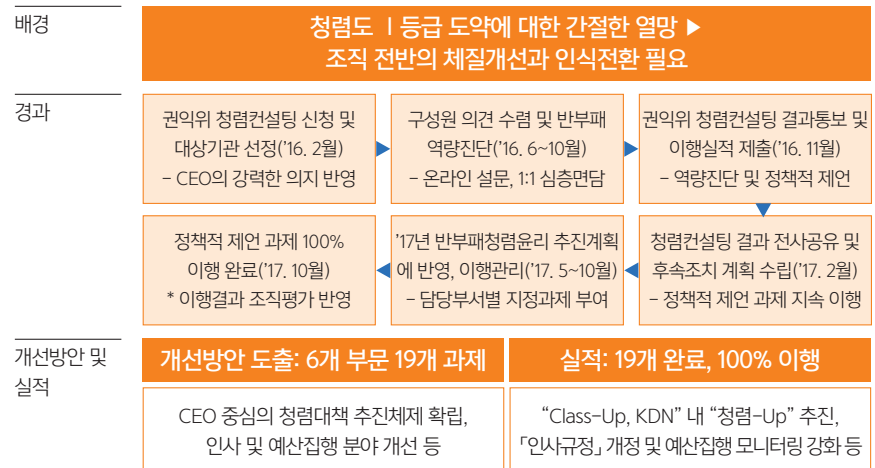 배경
청렴도 Ⅰ등급 도약에 대한 간절한 열망 ▶
조직 전반의 체질개선과 인식전환 필요
경과
권익위 청렴컨설팅 신청 및
대상기관 선정('16. 2월)
- CEO의 강력한 의지 반영
구성원 의견 수렴 및 반부패
역량진단('16. 6~10월)
- 온라인 설문, 1:1 심층면담
권익위 청렴컨설팅 결과통보 및
이행실적 제출('16. 11월)
- 역량진단 및 정책적 제언
청렴컨설팅 결과 전사공유 및
후속조치 계획 수립('17. 2월)
- 정책적 제언 과제 지속 이행
'17년 반부패청렴윤리 추진계획
에 반영, 이행관리('17. 5~10월)
- 담당부서별 지정과제 부여
정책적 제언 과제 100%
이행 완료('17. 10월)
* 이행결과 조직평가 반영
개선방안 및
실적
개선방안 도출: 6개 부문 19개 과제
CEO 중심의 청렴대책 추진체제 확립,
인사 및 예산집행 분야 개선 등
실적: 19개 완료, 100% 이행
“Class-Up, KDN” 내 “청렴-Up” 추진,
「인사규정」 개정 및 예산집행 모니터링 강화 등